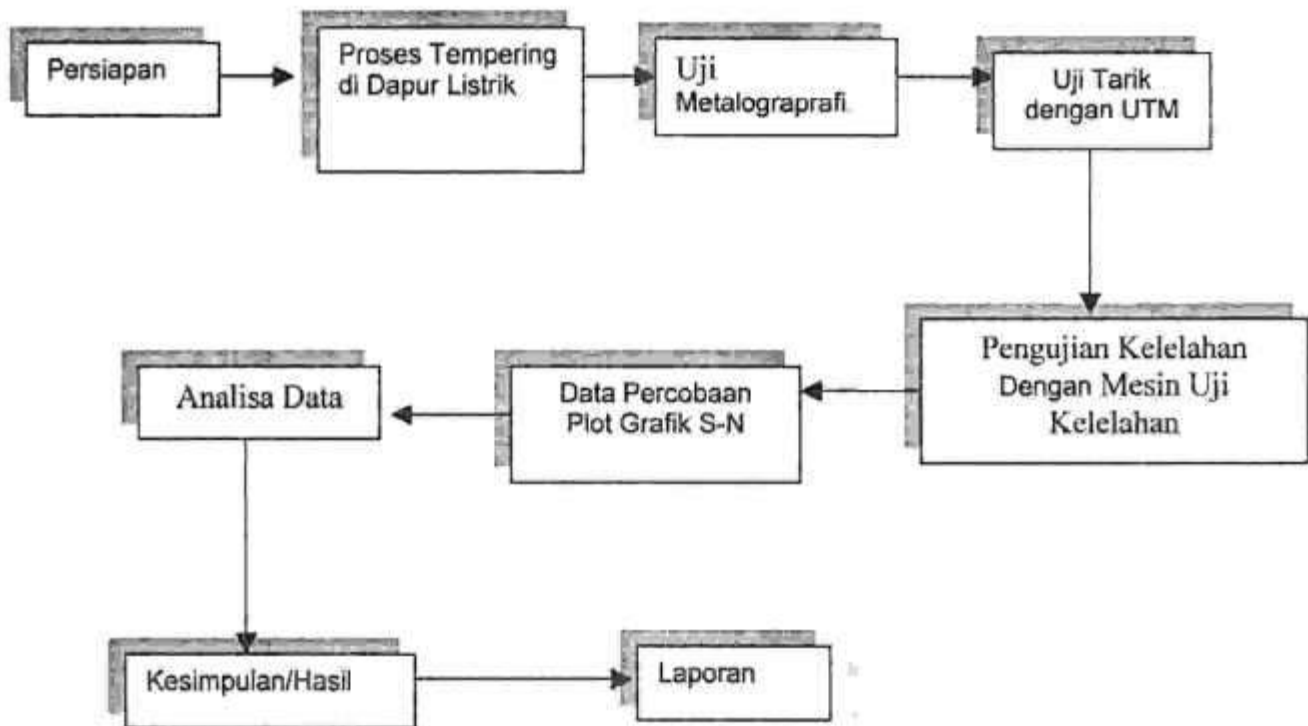 Persiapan
Proses Tempering
di Dapur Listrik
Uji
Metalograprafi
Uji Tarik
dengan UTM
Pengujian Kelelahan
Dengan Mesin Uji
Kelelahan
Data Percobaan
Plot Grafik S-N
Analisa Data
Kesimpulan/Hasil
Laporan